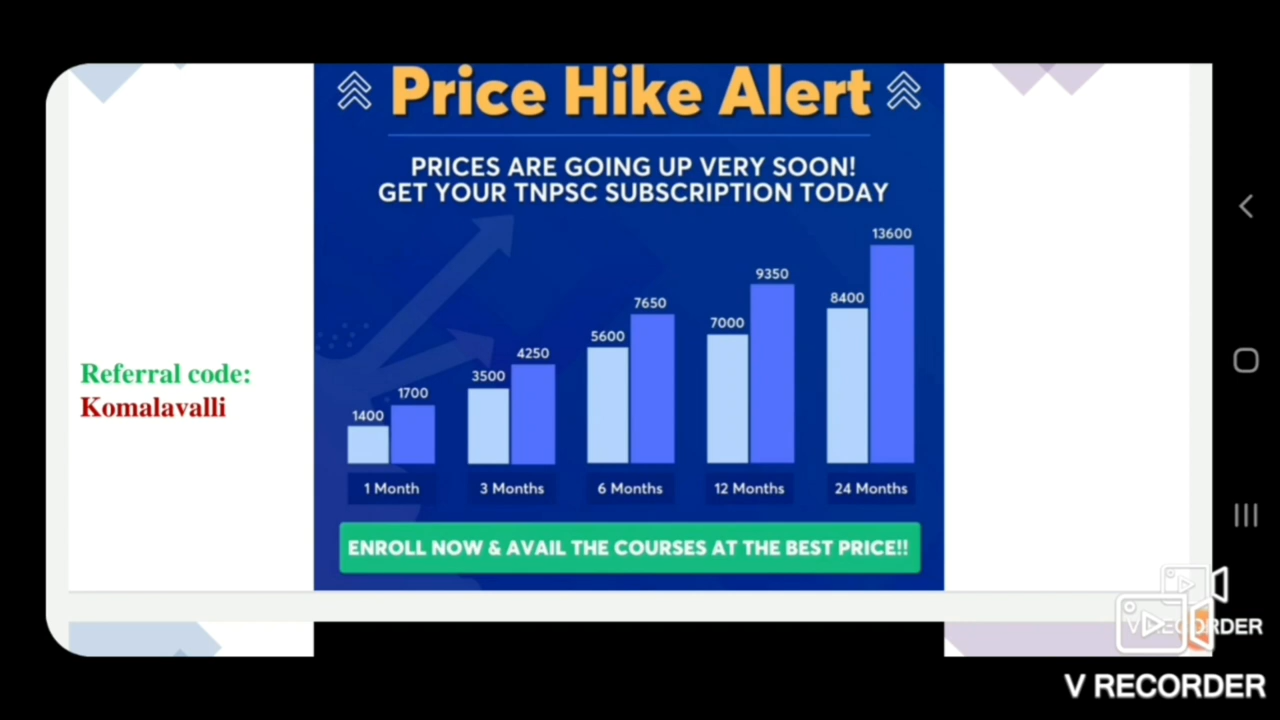 Price Hike Alert
PRICES ARE GOING UP VERY SOON!
GET YOUR TNPSC SUBSCRIPTION TODAY
13600
9350
8400
7650
7000
5600
4250
3500
1700
1400
1 Month
3 Months
6 Months
12 Months
24 Months
ENROLL NOW & AVAIL THE COURSES AT THE BEST PRICE!!
Referral code:
Komalavalli
V RECORDER
V RECORDER